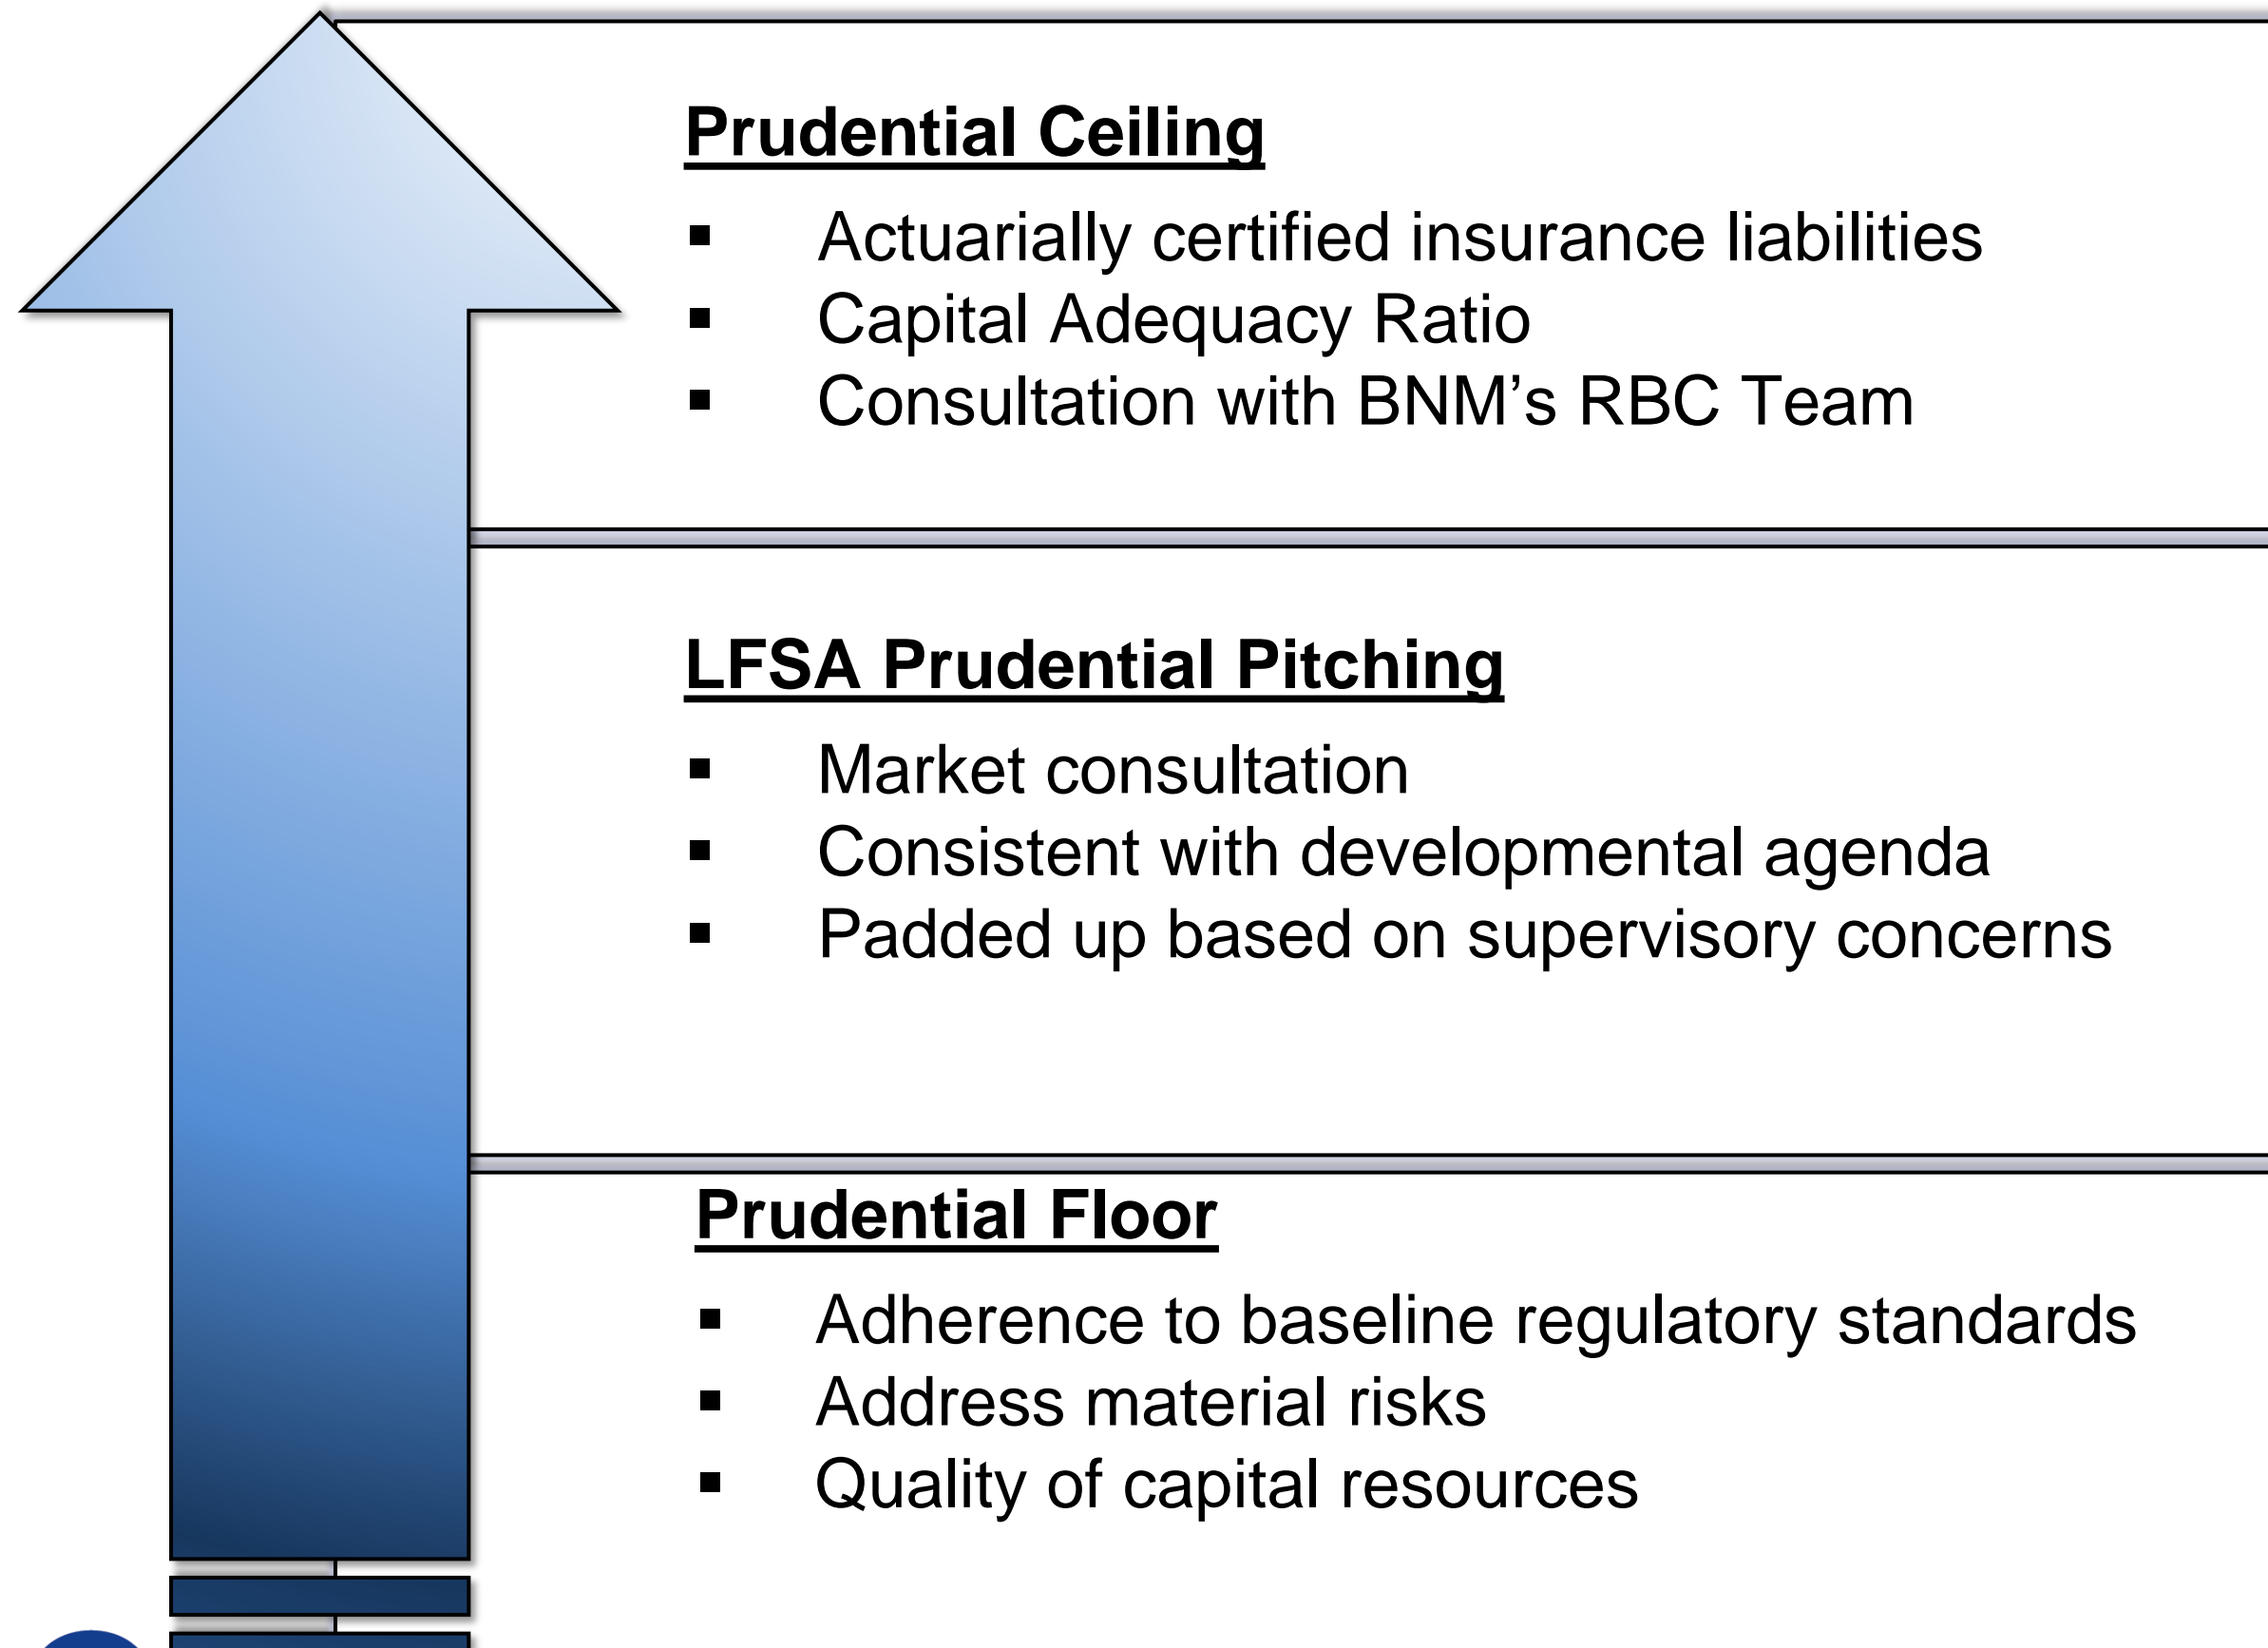 Prudential Ceiling
▪ Actuarially certified insurance liabilities
▪ Capital Adequacy Ratio
▪ Consultation with BNM’s RBC Team
LFSA Prudential Pitching
▪ Market consultation
▪ Consistent with developmental agenda
▪ Padded up based on supervisory concerns
Prudential Floor
▪ Adherence to baseline regulatory standards
▪ Address material risks
▪ Quality of capital resources